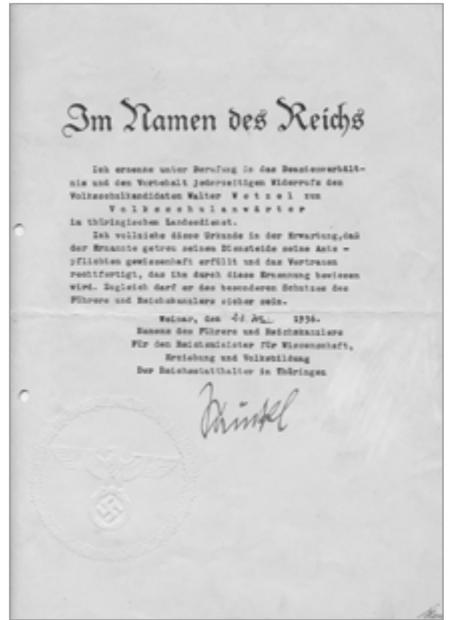 Im Namen des Reichs
Ich ernenne unter Berufung in das Beamtenverhält-
nis und dem Vorbehalt jederzeitigen Widerrufs den
Volksschulkandidaten Walter W e t z e l zum
V o l k s s c h u l a n w ä r t e r
im thüringischen Landesdienst.
Ich vollziehe diese Urkunde in der Erwartung,daß
der Ernannte getreu seinem Diensteide seine Amts -
pflichten gewissenhaft erfüllt und das Vertrauen
rechtfertigt, das ihm durch diese Ernennung bewiesen
wird. Zugleich darf er des besonderen Schutzes des
Führers und Reichskanzlers sicher sein.
Weimar, den 1936.
Namens des Führers und Reichskanzlers
Für den Reichsminister für Wissenschaft,
Erziehung und Volksbildung
Der Reichsstatthalter in Thüringen